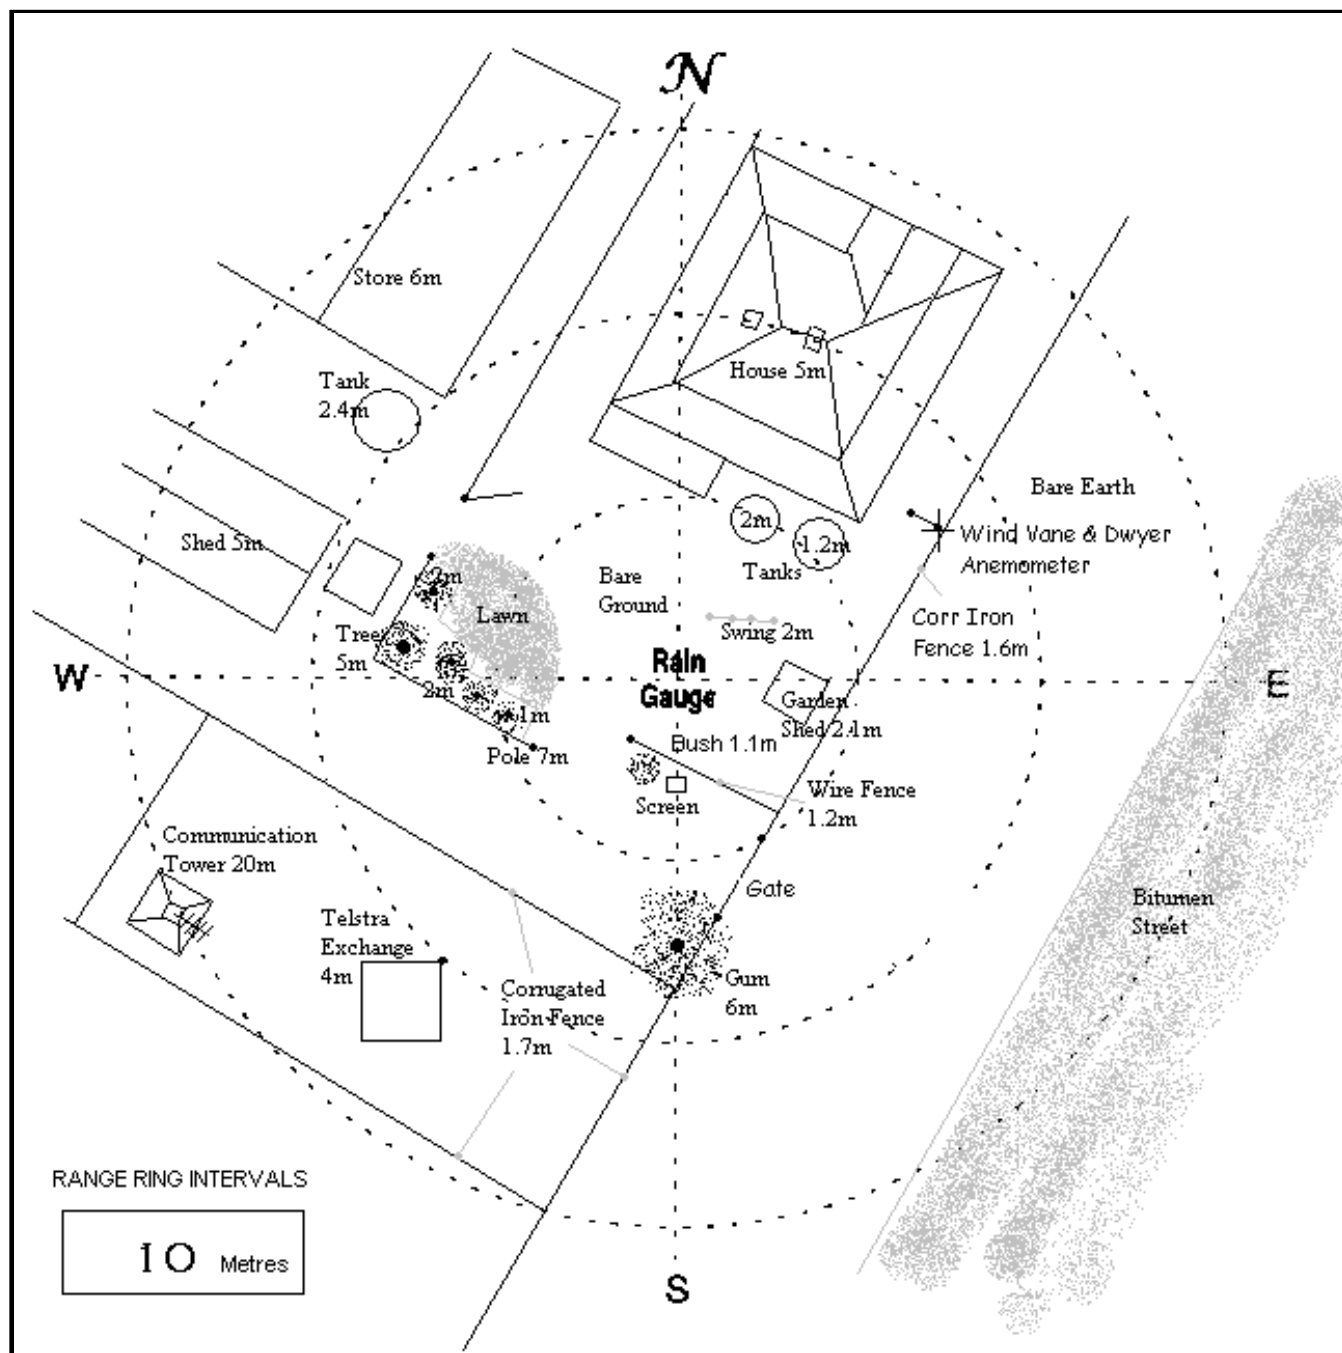 N
Store 6m
Tank
2.4m
House 5m
Bare Earth
2m
1.2m
Tanks
Wind Vane & Dwyer
Anemometer
Shed 5m
2m
Bare
Ground
Lawn
Swing 2m
Corr Iron
Fence 1.6m
Tree
5m
W
2m
Rain
Gauge
E
Garden
Shed 2.1m
1m
Pole 7m
Bush 1.1m
Screen
Wire Fence
1.2m
Communication
Tower 20m
Gate
Bitumen
Street
Telstra
Exchange
4m
Gum
6m
Corrugated
Iron Fence
1.7m
RANGE RING INTERVALS
10 Metres
S